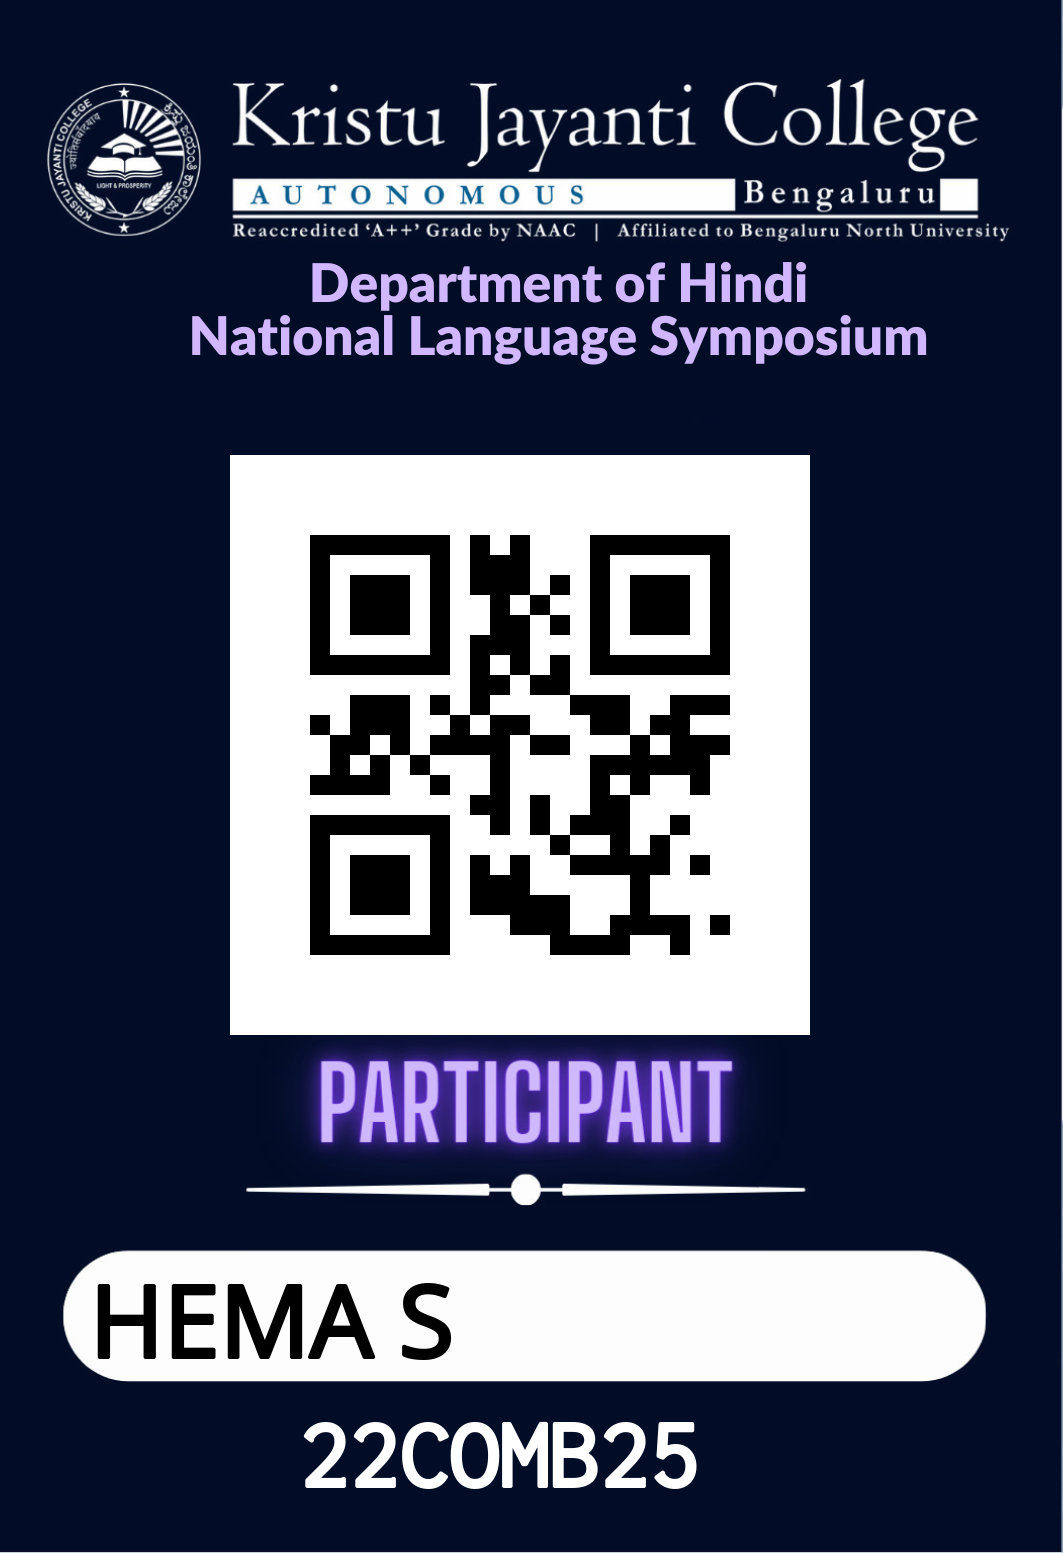 KRISTU JAYANTI COLLEGE
LIGHT & PROSPERITY
Kristu Jayanti College
AUTONOMOUS Bengaluru
Reaccredited ‘A++’ Grade by NAAC | Affiliated to Bengaluru North University
Department of Hindi
National Language Symposium
PARTICIPANT
HEMA S
22COMB25